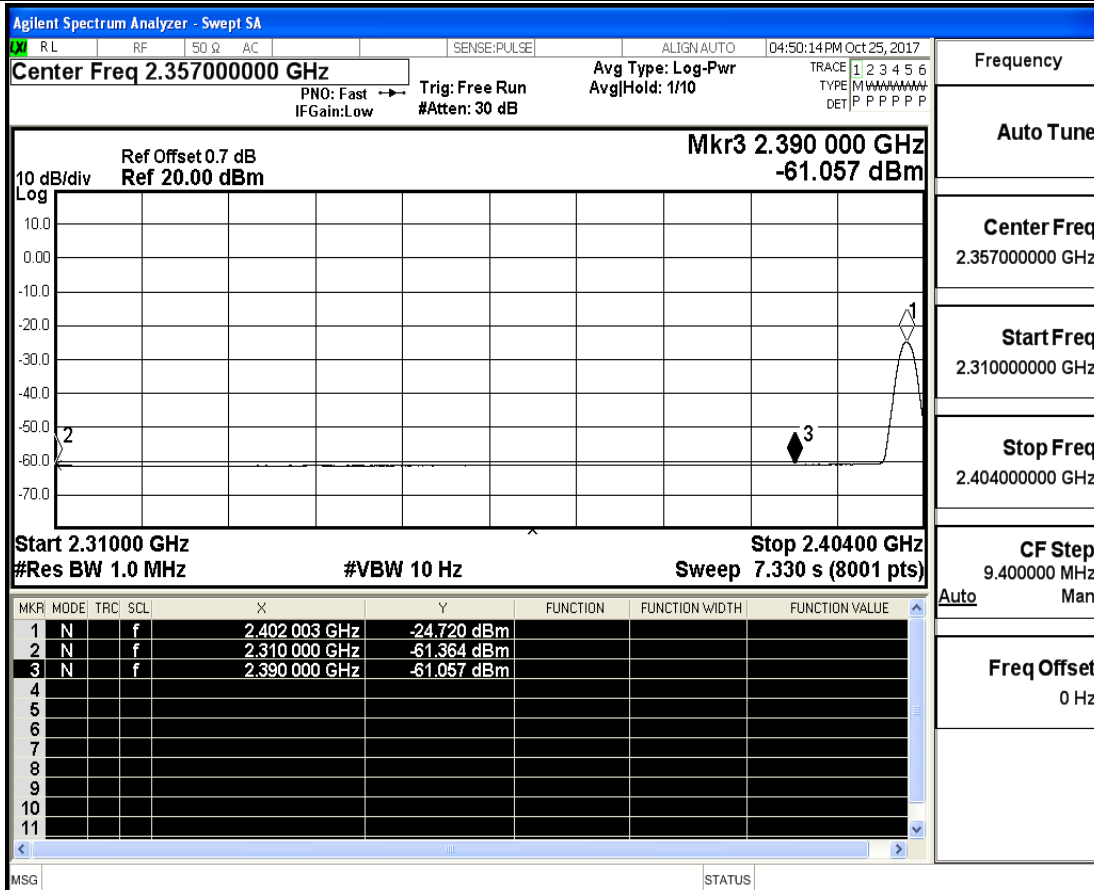 Agilent Spectrum Analyzer - Swept SA
LXI RL RF 50 Ω AC SENSE:PULSE ALIGN AUTO 04:50:14 PM Oct 25, 2017
Center Freq 2.357000000 GHz
PNO: Fast
IFGain:Low
Trig: Free Run
#Atten: 30 dB
Avg Type: Log-Pwr
Avg|Hold: 1/10
TRACE 1 2 3 4 5 6
TYPE M WWWWW
DET P P P P P P
Mkr3 2.390 000 GHz
-61.057 dBm
Ref Offset 0.7 dB
10 dB/div Ref 20.00 dBm
Log
10.0
0.00
-10.0
-20.0
-30.0
-40.0
-50.0
-60.0
-70.0
1
2
3
Start 2.31000 GHz Stop 2.40400 GHz
#Res BW 1.0 MHz #VBW 10 Hz Sweep 7.330 s (8001 pts)
MKR MODE TRC SCL X Y FUNCTION FUNCTION WIDTH FUNCTION VALUE
1 N f 2.402 003 GHz -24.720 dBm
2 N f 2.310 000 GHz -61.364 dBm
3 N f 2.390 000 GHz -61.057 dBm
4
5
6
7
8
9
10
11
MSG STATUS
Frequency
Auto Tune
Center Freq
2.357000000 GHz
Start Freq
2.310000000 GHz
Stop Freq
2.404000000 GHz
CF Step
9.400000 MHz
Auto Man
Freq Offset
0 Hz